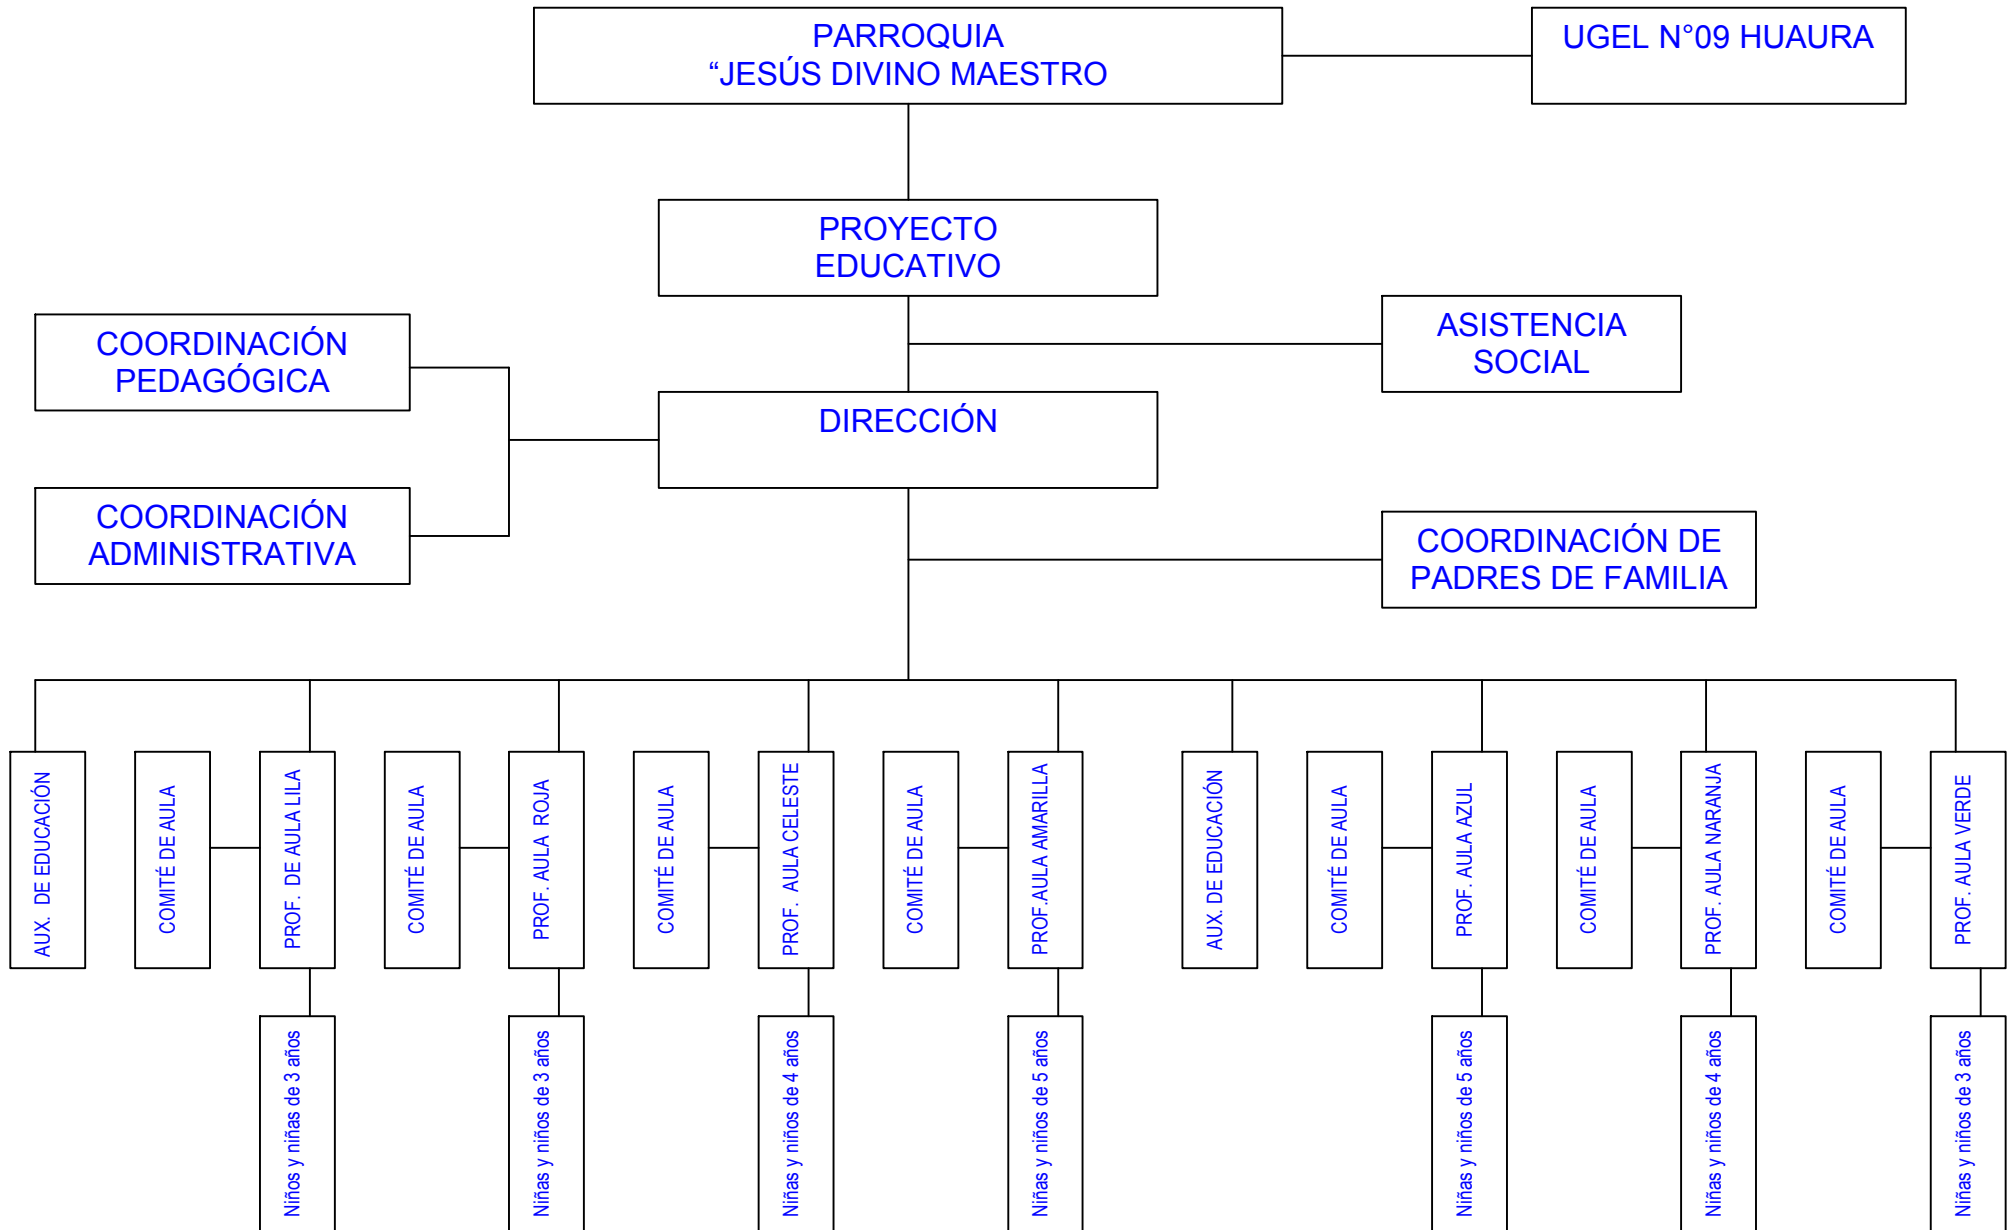 PARROQUIA
“JESÚS DIVINO MAESTRO
UGEL N°09 HUAURA
PROYECTO
EDUCATIVO
ASISTENCIA
SOCIAL
COORDINACIÓN
PEDAGÓGICA
DIRECCIÓN
COORDINACIÓN
ADMINISTRATIVA
COORDINACIÓN DE
PADRES DE FAMILIA
AUX. DE EDUCACIÓN
COMITÉ DE AULA
PROF. DE AULA LILA
COMITÉ DE AULA
PROF. AULA ROJA
COMITÉ DE AULA
PROF. AULA CELESTE
COMITÉ DE AULA
PROF.AULA AMARILLA
AUX. DE EDUCACIÓN
COMITÉ DE AULA
PROF. AULA AZUL
COMITÉ DE AULA
PROF. AULA NARANJA
COMITÉ DE AULA
PROF. AULA VERDE
Niños y niñas de 3 años
Niñas y niños de 3 años
Niñas y niños de 4 años
Niñas y niños de 5 años
Niñas y niños de 5 años
Niñas y niños de 4 años
Niñas y niños de 3 años